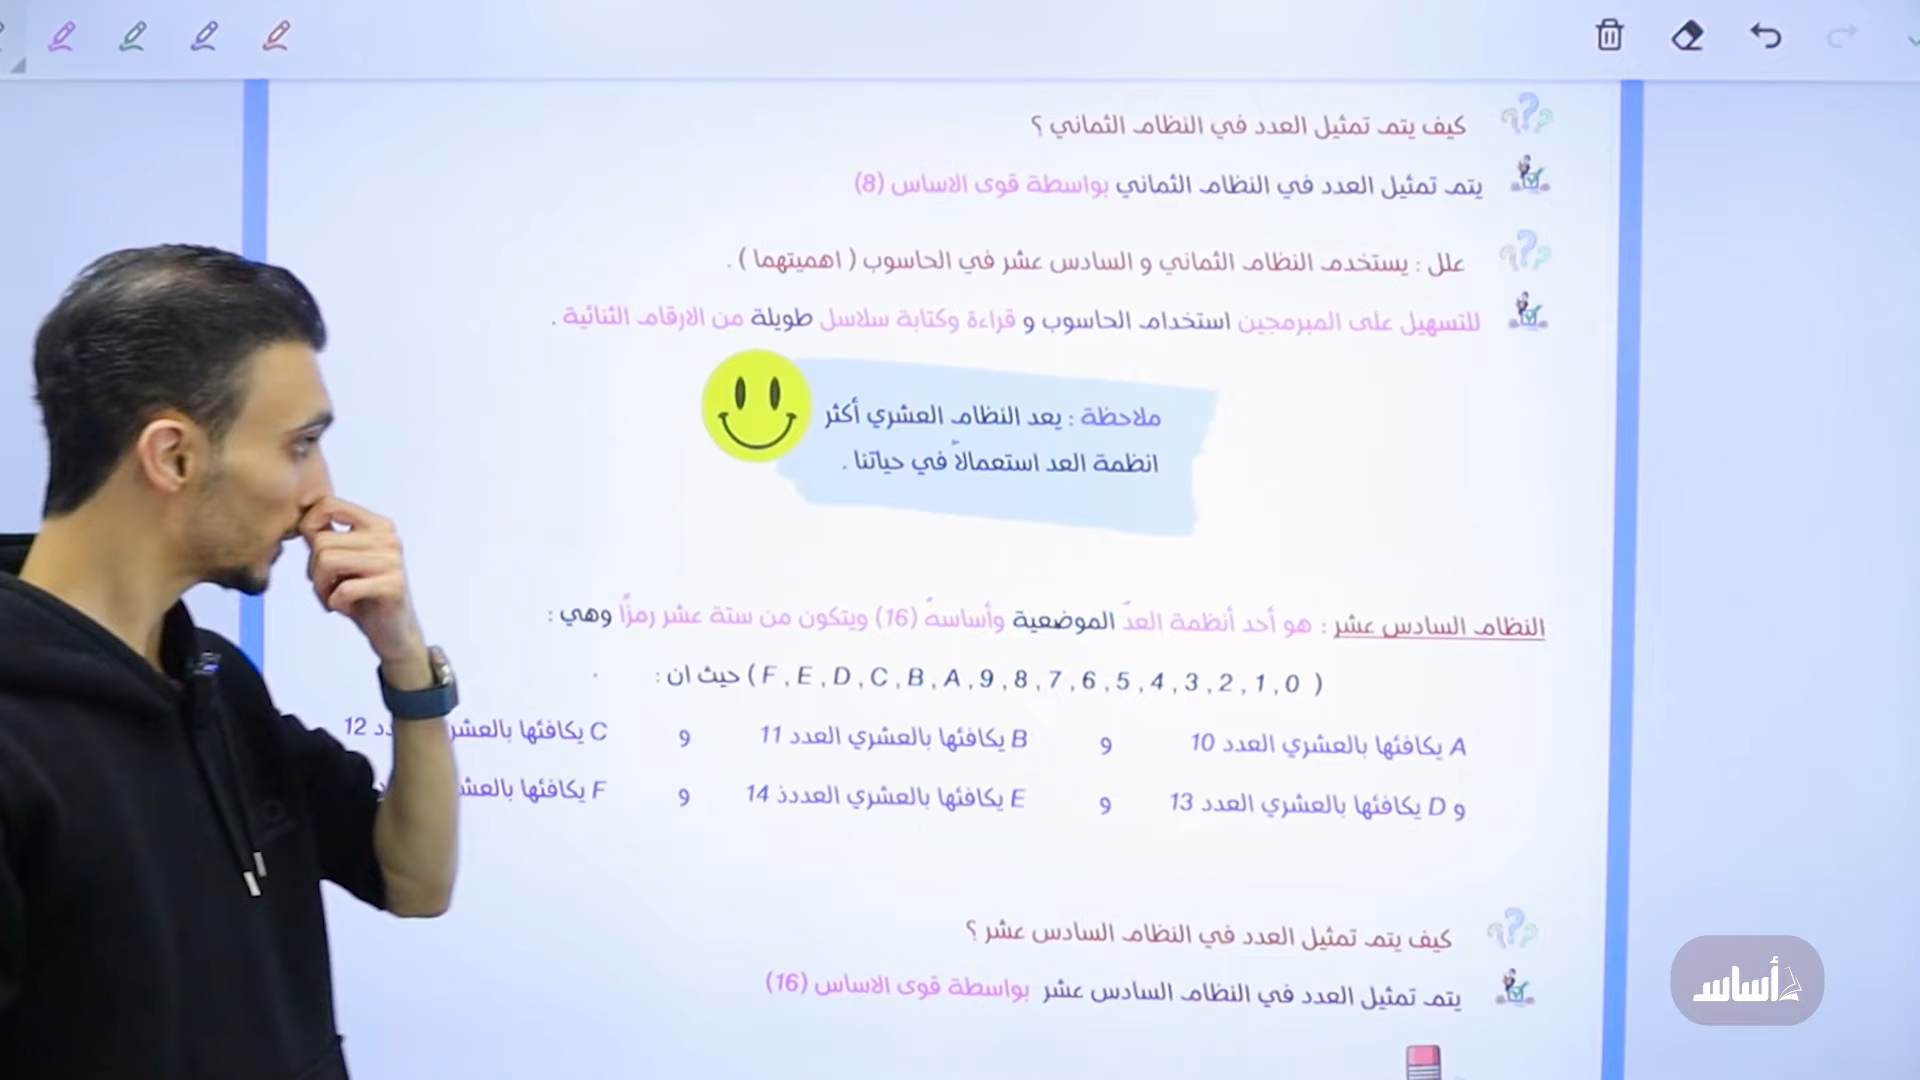 كيف يتم تمثيل العدد في النظام الثماني ؟
يتم تمثيل العدد في النظام الثماني بواسطة قوى الاساس (8)
علل : يستخدم النظام الثماني و السادس عشر في الحاسوب ( اهميتهما ) .
للتسهيل على المبرمجين استخدام الحاسوب و قراءة وكتابة سلاسل طويلة من الارقام الثنائية .
ملاحظة : يعد النظام العشري أكثر
انظمة العد استعمالاً في حياتنا .
النظام السادس عشر : هو أحد أنظمة العدّ الموضعية وأساسهُ (16) ويتكون من ستة عشر رمزًا وهي :
( F , E , D , C , B , A , 9 , 8 , 7 , 6 , 5 , 4 , 3 , 2 , 1 , 0 ) حيث ان :
A يكافئها بالعشري العدد 10 و B يكافئها بالعشري العدد 11 و C يكافئها 12
و D يكافئها بالعشري العدد 13 و E يكافئها بالعشري العددذ 14 و F يكافئها
كيف يتم تمثيل العدد في النظام السادس عشر ؟
يتم تمثيل العدد في النظام السادس عشر بواسطة قوى الاساس (16)
أساس